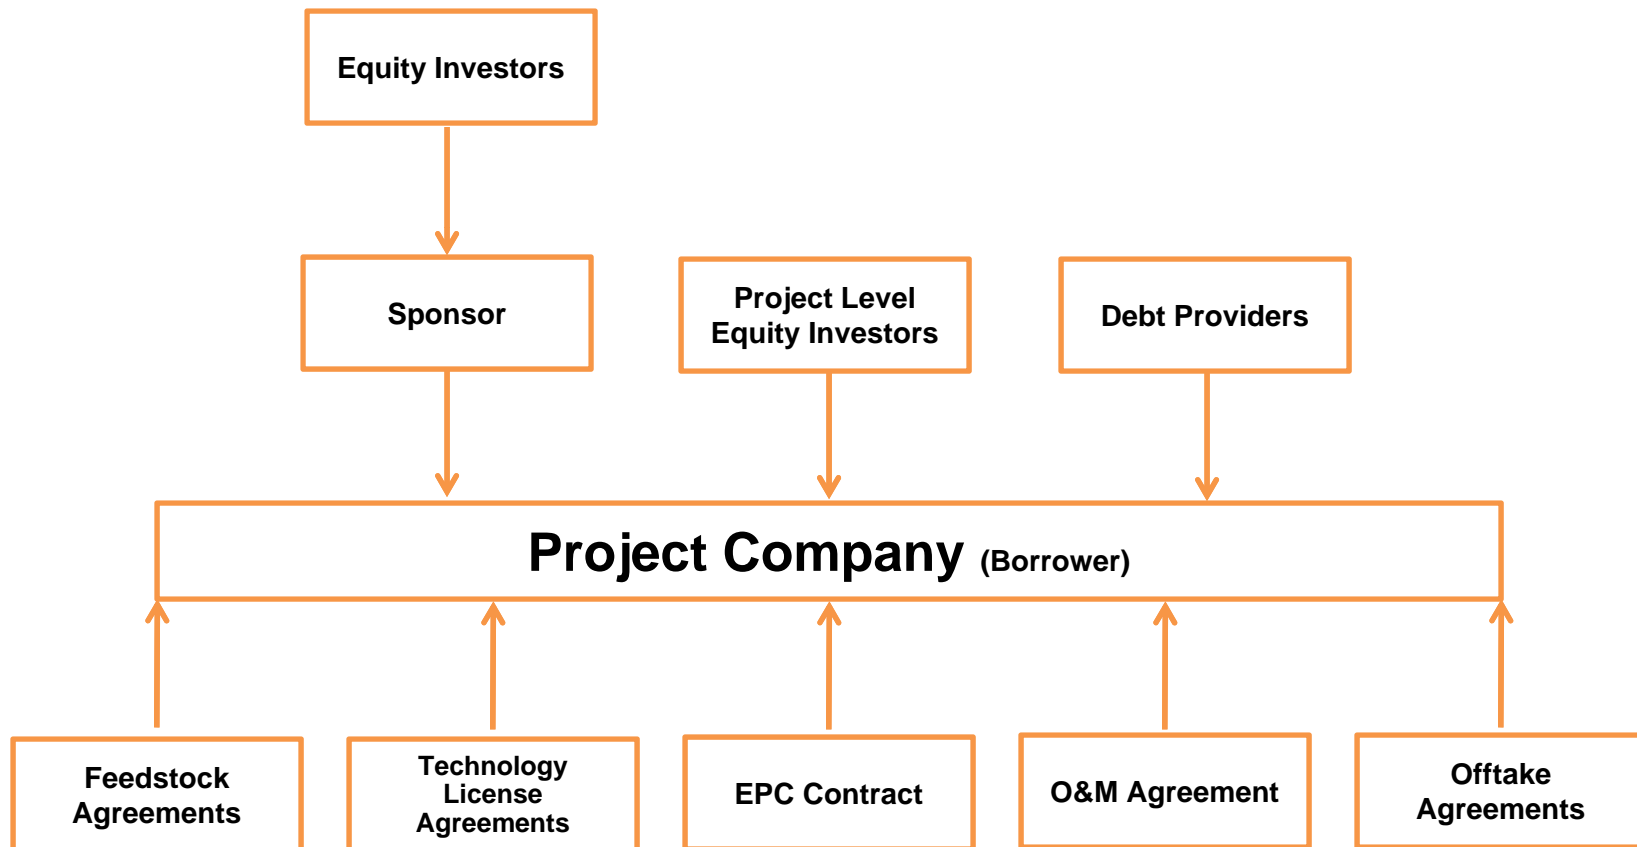 Equity Investors
Sponsor
Project Level
Equity Investors
Debt Providers
Project Company (Borrower)
Feedstock
Agreements
Technology
License
Agreements
EPC Contract
O&M Agreement
Offtake
Agreements